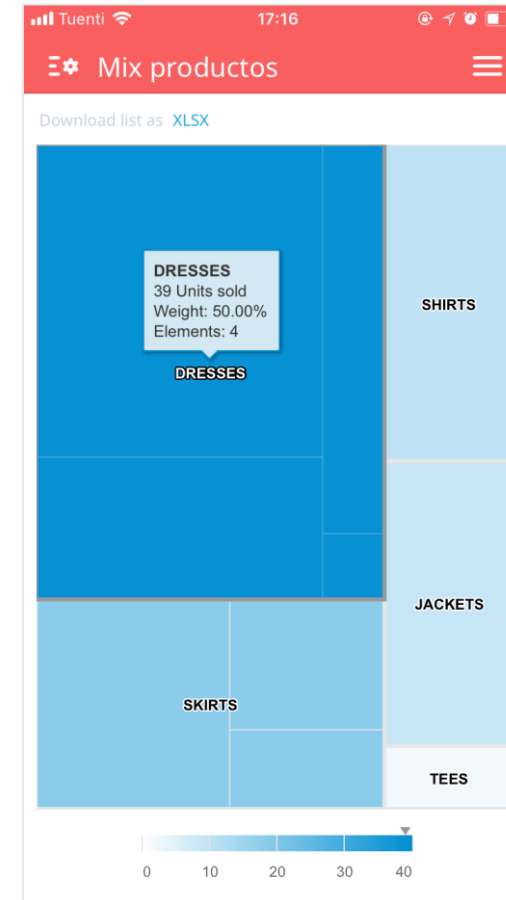 Tuenti 17:16
Mix productos
Download list as XLSX
DRESSES
39 Units sold
Weight: 50.00%
Elements: 4
DRESSES
SHIRTS
JACKETS
SKIRTS
TEES
0 10 20 30 40